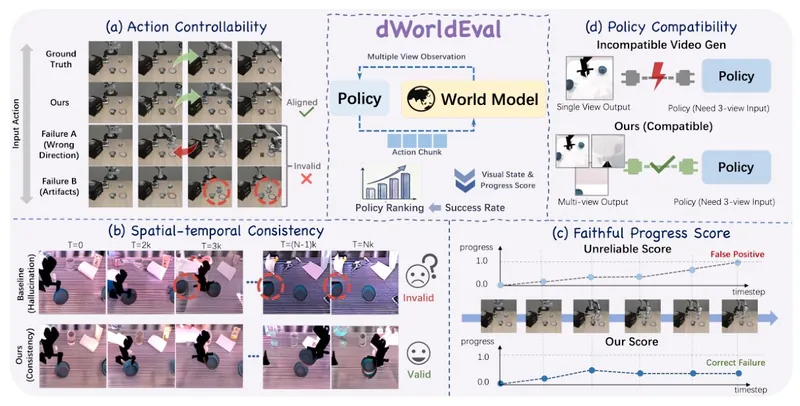 (a) Action Controllability
Input Action
Ground
Truth
Ours
Failure A
(Wrong
Direction)
Failure B
(Artifacts)
Aligned
Invalid
dWorldEval
Multiple View Observation
Policy
World Model
Action Chunk
Policy Ranking
Success Rate
Visual State &
Progress Score
(d) Policy Compatibility
Incompatible Video Gen
Policy
Single View Output
Policy (Need 3-view Input)
Ours (Compatible)
Policy
Multi-view Output
Policy (Need 3-view Input)
(b) Spatial-temporal Consistency
T=0
T=2k
T=3k
T=(N-1)k
T=Nk
Baseline
(Hallucination)
?
Invalid
Ours
(Consistency)
Valid
(c) Faithful Progress Score
Unreliable Score
progress
1.0
0.0
False Positive
timestep
Our Score
progress
1.0
0.0
Correct Failure
timestep